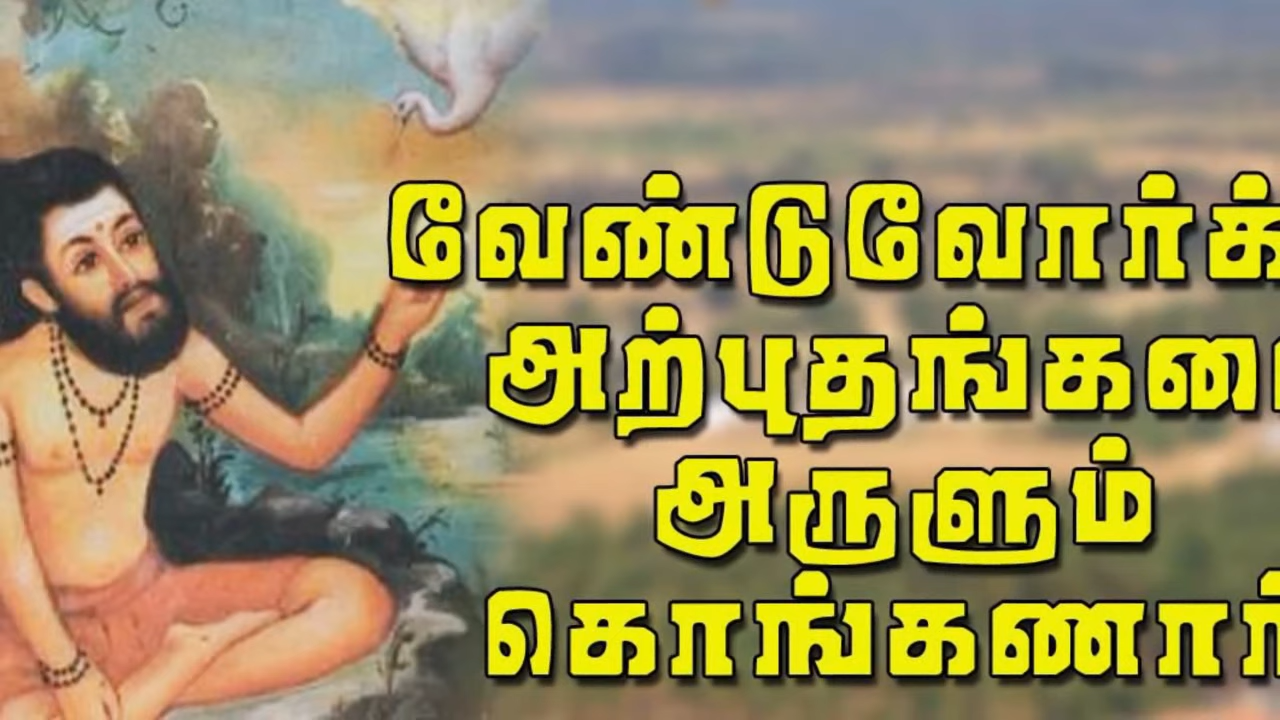 வேண்டுவோர்க்
அற்புதங்களை
அருளும்
கொங்கணார்